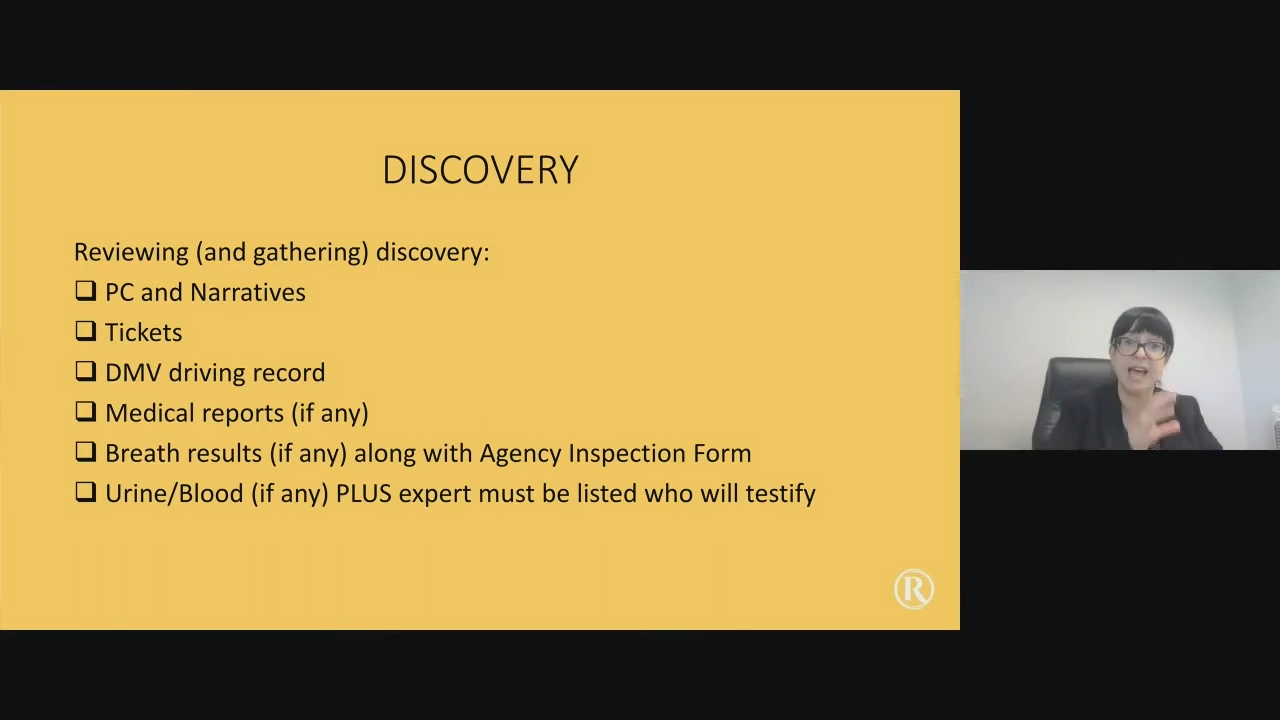 DISCOVERY
Reviewing (and gathering) discovery:
PC and Narratives
Tickets
DMV driving record
Medical reports (if any)
Breath results (if any) along with Agency Inspection Form
Urine/Blood (if any) PLUS expert must be listed who will testify
R